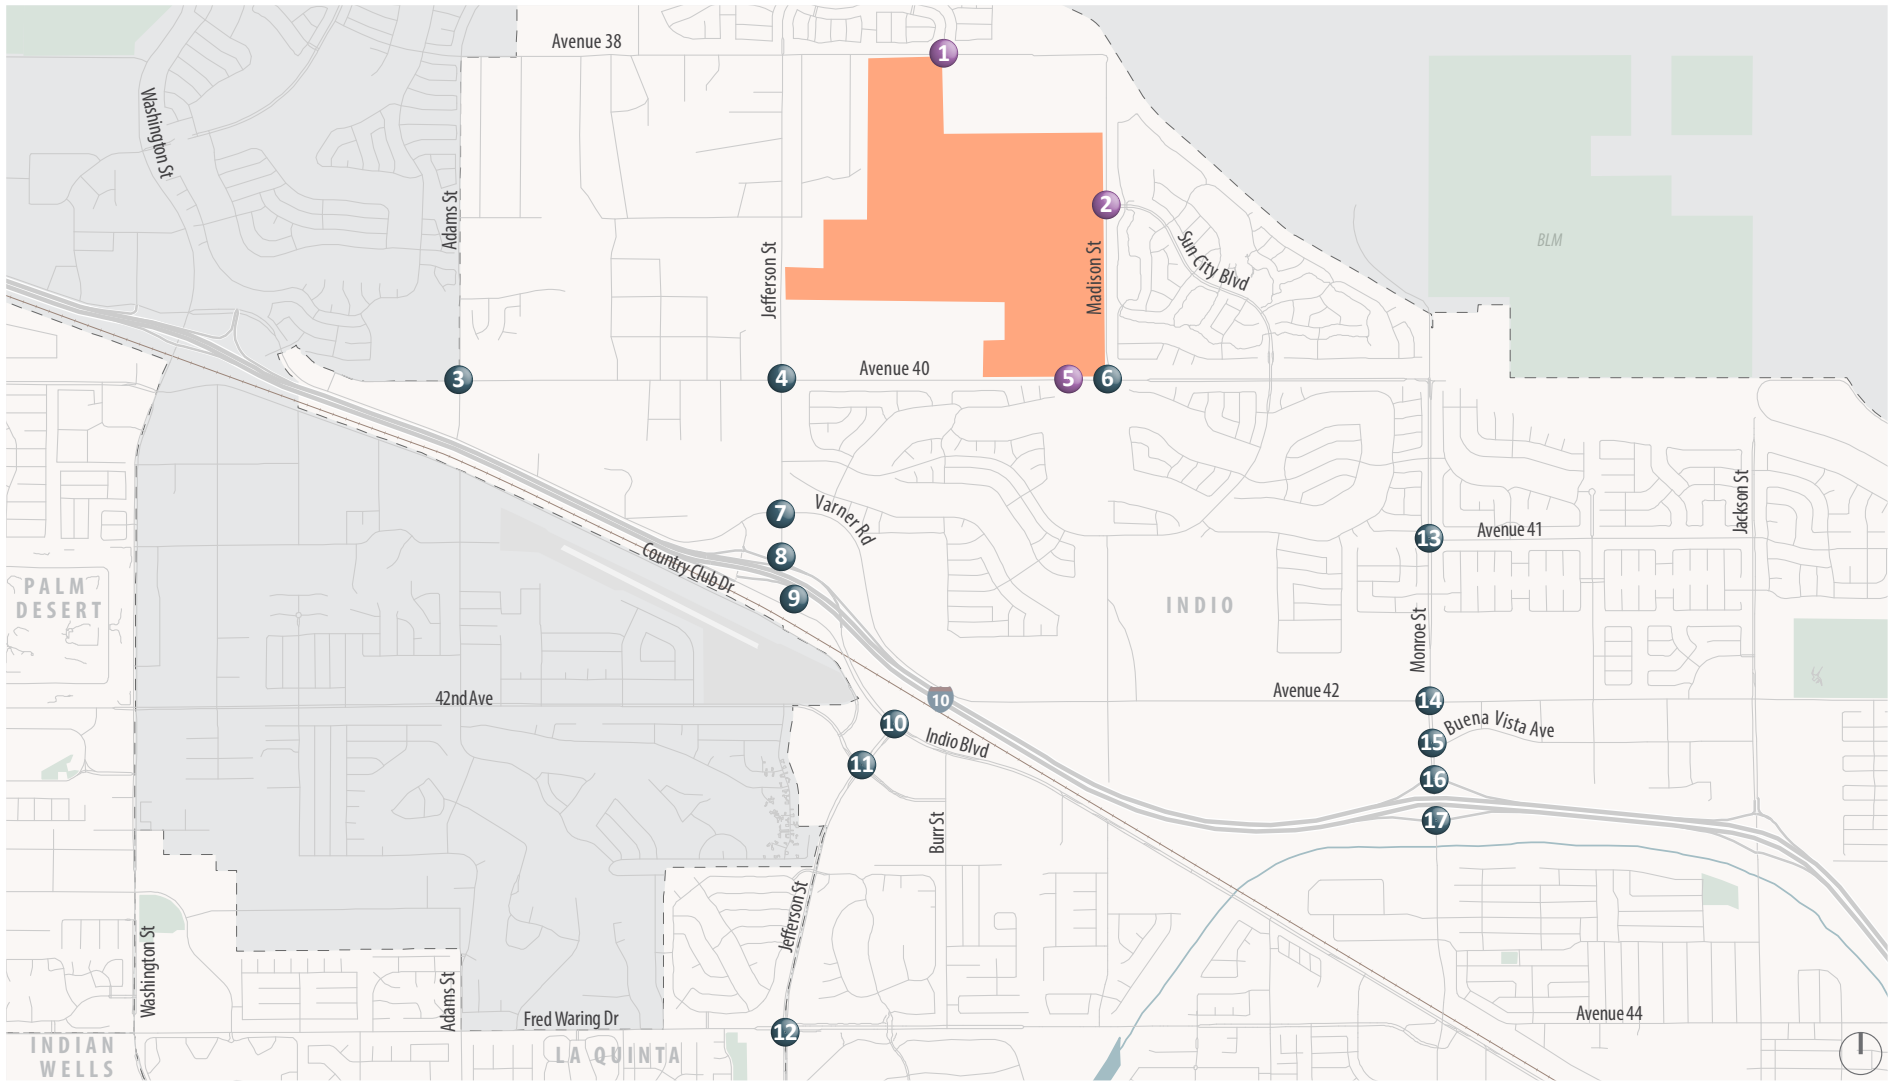 Avenue 38
1
Washington St
Adams St
2
Jefferson St
Madison St
Sun City Blvd
BLM
3
4
Avenue 40
5
6
7
Varner Rd
Jackson St
13
Avenue 41
8
Country Club Dr
9
PALM
DESERT
INDIO
Monroe St
42nd Ave
10
Avenue 42
14
10
Indio Blvd
Buena Vista Ave
15
11
16
17
Burr St
Jefferson St
Washington St
Adams St
Fred Waring Dr
12
Avenue 44
INDIAN
WELLS
LA QUINTA